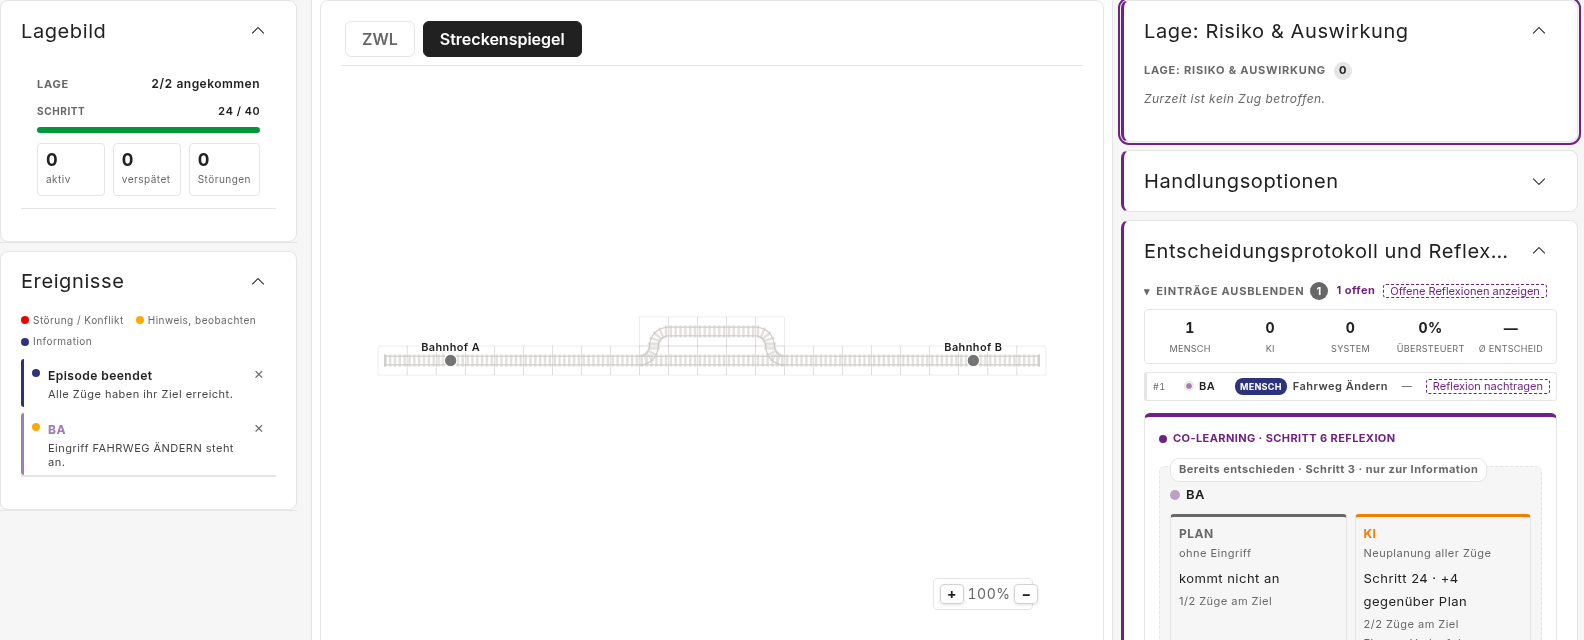 Lagebild
LAGE 2/2 angekommen
SCHRITT 24 / 40
0 0 0
aktiv verspätet Störungen
Ereignisse
Störung / Konflikt Hinweis, beobachten
Information
Episode beendet ×
Alle Züge haben ihr Ziel erreicht.
BA ×
Eingriff FAHRWEG ÄNDERN steht
an.
ZWL Streckenspiegel
Bahnhof A Bahnhof B
+ 100% −
Lage: Risiko & Auswirkung
LAGE: RISIKO & AUSWIRKUNG 0
Zurzeit ist kein Zug betroffen.
Handlungsoptionen
Entscheidungsprotokoll und Reflex...
▾ EINTRÄGE AUSBLENDEN 1 1 offen Offene Reflexionen anzeigen
1 0 0 0% —
MENSCH KI SYSTEM ÜBERSTEUERT Ø ENTSCHEID
#1 BA MENSCH Fahrweg Ändern — Reflexion nachtragen
CO-LEARNING · SCHRITT 6 REFLEXION
Bereits entschieden · Schritt 3 · nur zur Information
BA
PLAN
ohne Eingriff
kommt nicht an
1/2 Züge am Ziel
KI
Neuplanung aller Züge
Schritt 24 · +4
gegenüber Plan
2/2 Züge am Ziel